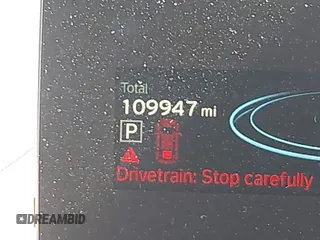 Total
109947 mi
P
Drivetrain: Stop carefully
DREAMBID